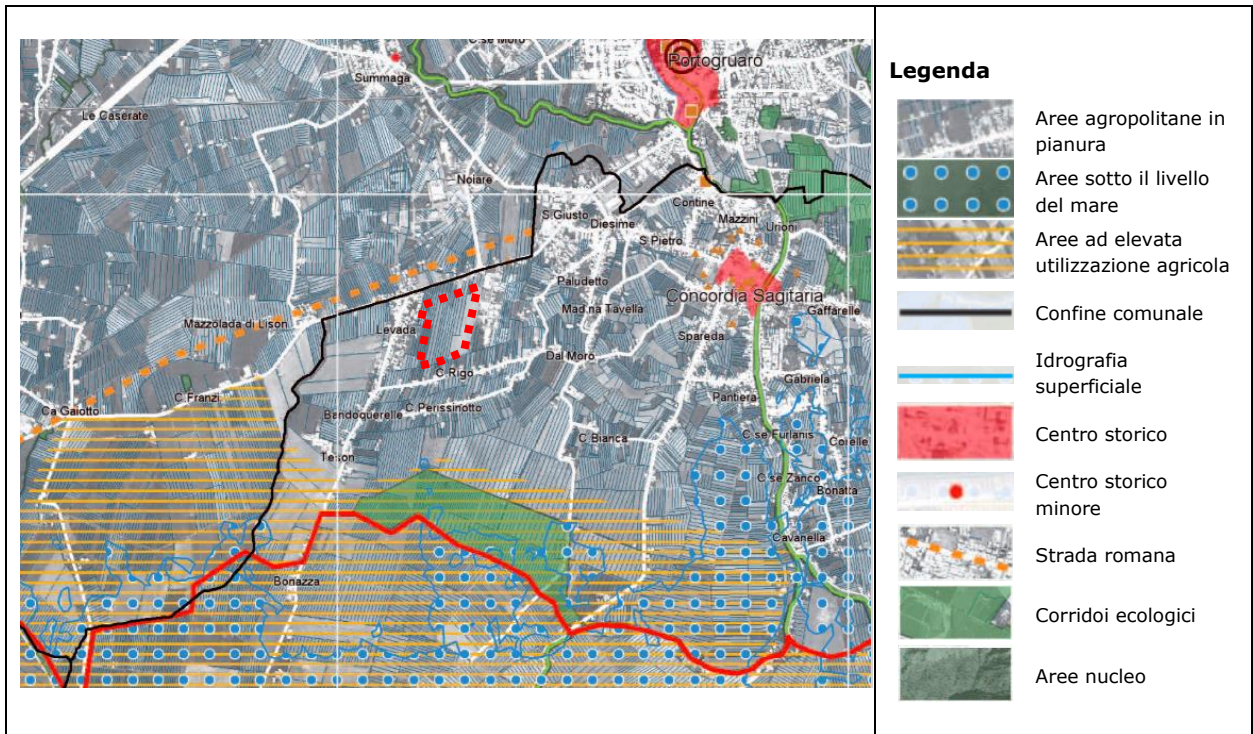 C.se Moro
Portogruaro
Summaga
Le Caserate
Noiare
Contine
S.Giusto
Mazzini
Diesime
Urioni
S.Pietro
Paludetto
Concordia Sagitaria
Mad.na Tavella
Gaffarelle
Mazzolada di Lison
Levada
Spareda
Dal Moro
C.Rigo
Gabriela
C.Franzi
Pantiera
Ca Gaiotto
C.Perissinotto
Bandoquerelle
C.Bianca
C.se Furlanis
Teson
C.se Zanco
Bonatta
Cavanella
Bonazza
Legenda
Aree agropolitane in
pianura
Aree sotto il livello
del mare
Aree ad elevata
utilizzazione agricola
Confine comunale
Idrografia
superficiale
Centro storico
Centro storico
minore
Strada romana
Corridoi ecologici
Aree nucleo